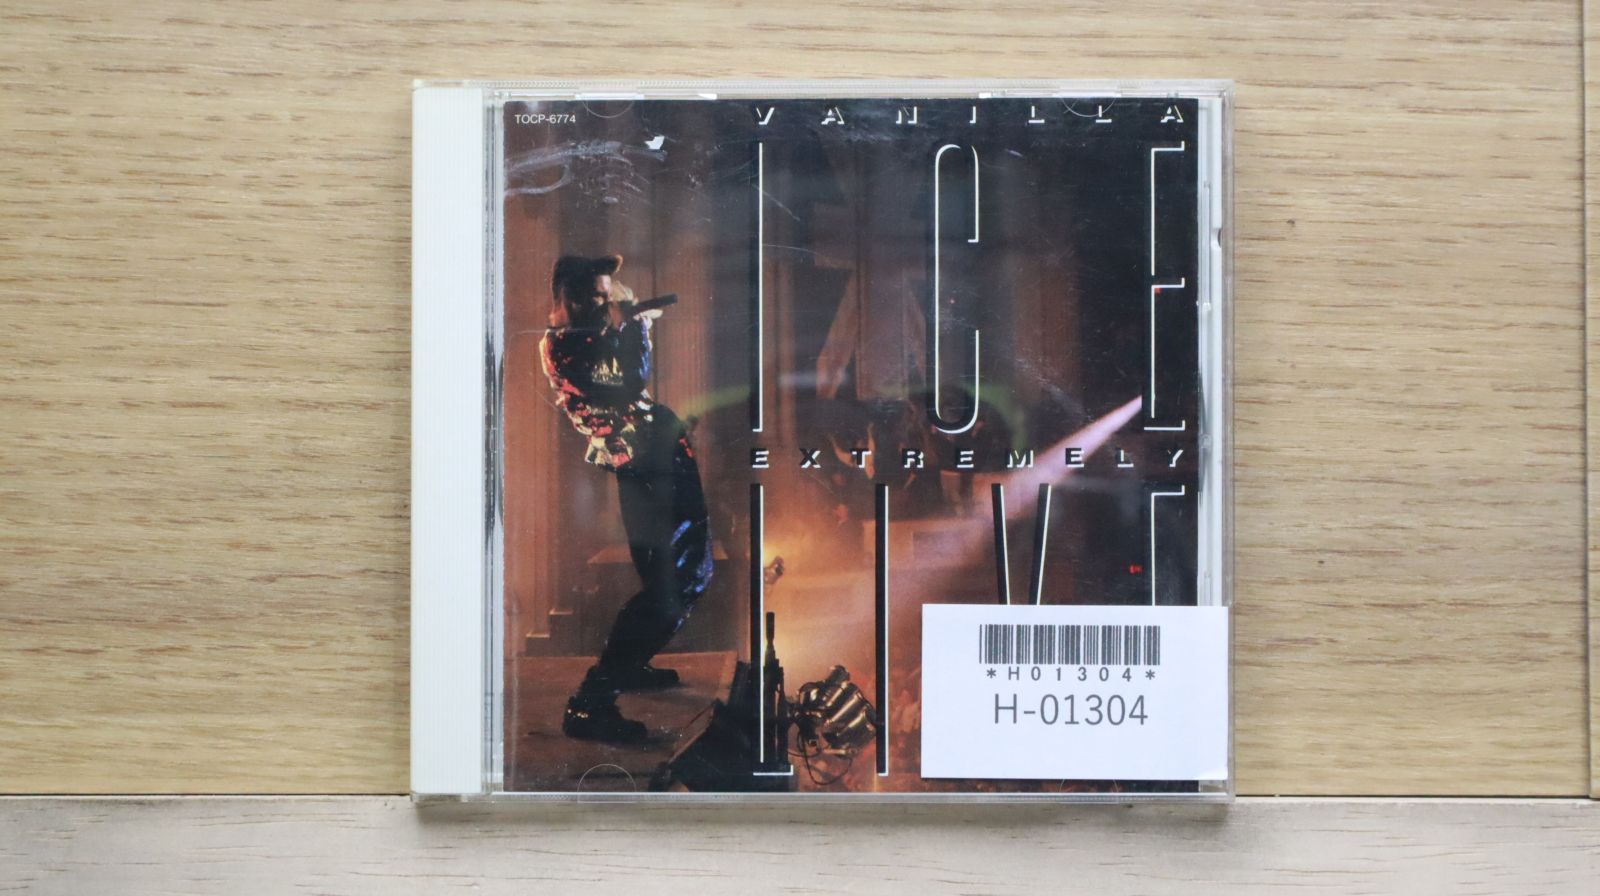 TOCP-6774
VANILLA
ICE
EXTREMELY
LIVE
*H01304*
H-01304